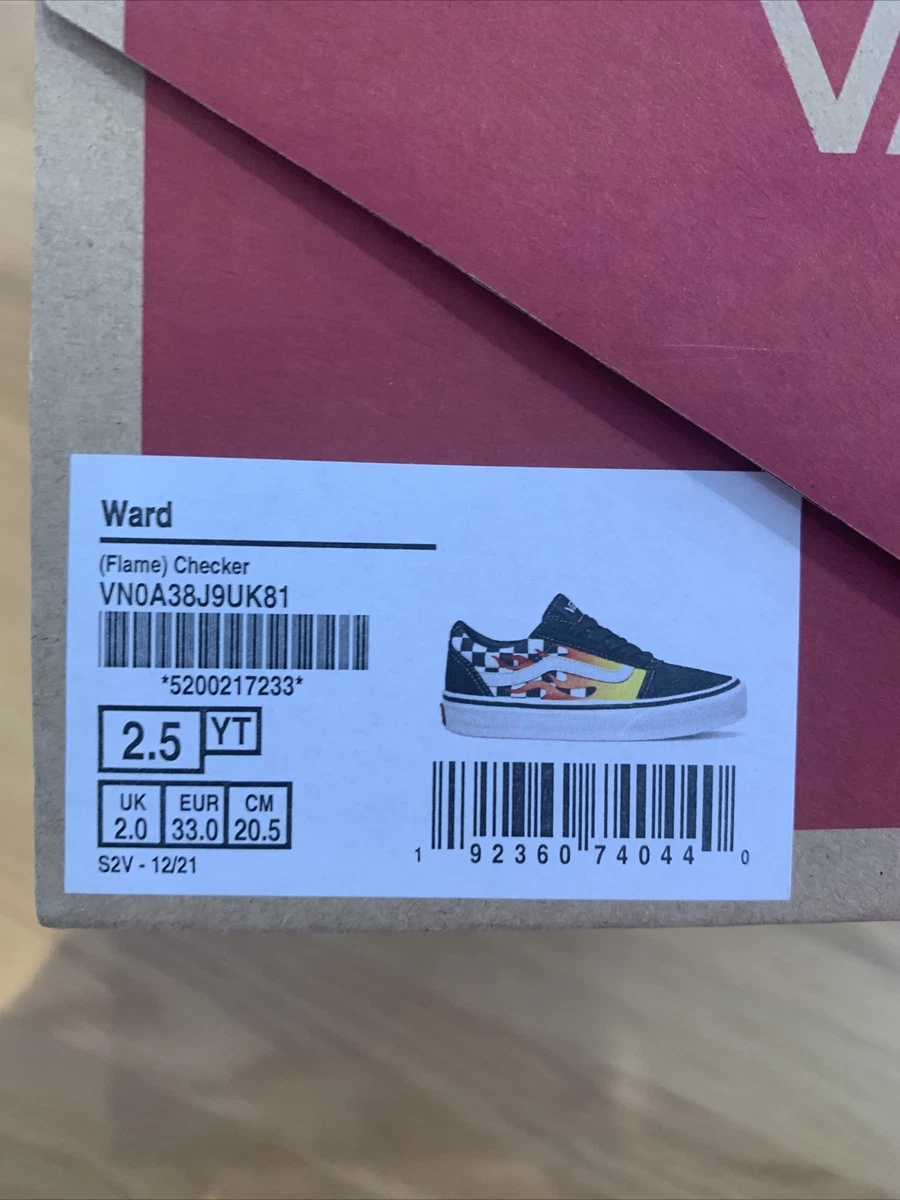 VA
Ward
(Flame) Checker
VN0A38J9UK81
*5200217233*
2.5 YT
UK EUR CM
2.0 33.0 20.5
S2V - 12/21
1 92360 74044 0